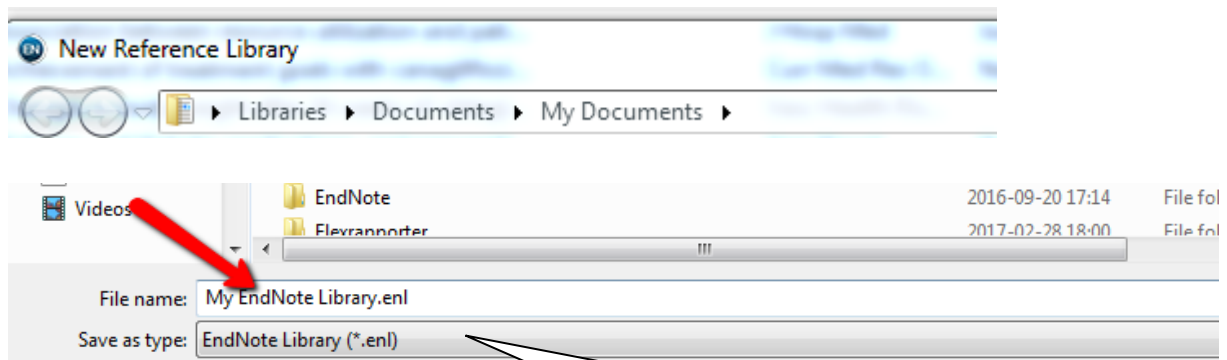 EN New Reference Library
Libraries Documents My Documents
Videos EndNote 2016-09-20 17:14 File fol
Flexrapporter 2017-02-28 18:00 File fol
File name: My EndNote Library.enl
Save as type: EndNote Library (*.enl)